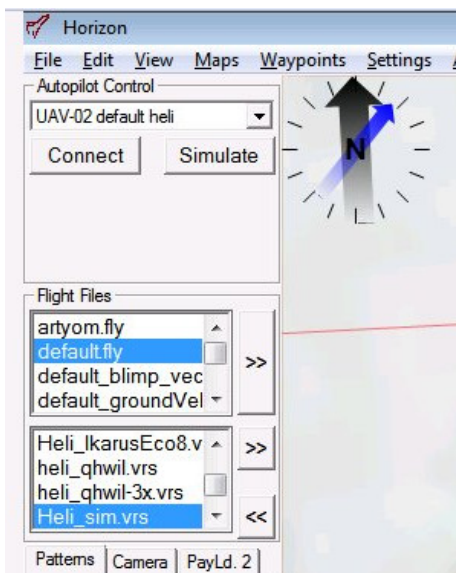 Horizon
File Edit View Maps Waypoints Settings
Autopilot Control
UAV-02 default heli
Connect Simulate
N
Flight Files
artyom.fly
default.fly
default_blimp_vec
default_groundVel
>>
Heli_IkarusEco8.v
heli_qhwil.vrs
heli_qhwil-3x.vrs
Heli_sim.vrs
>>
<<
Patterns Camera PayLd. 2